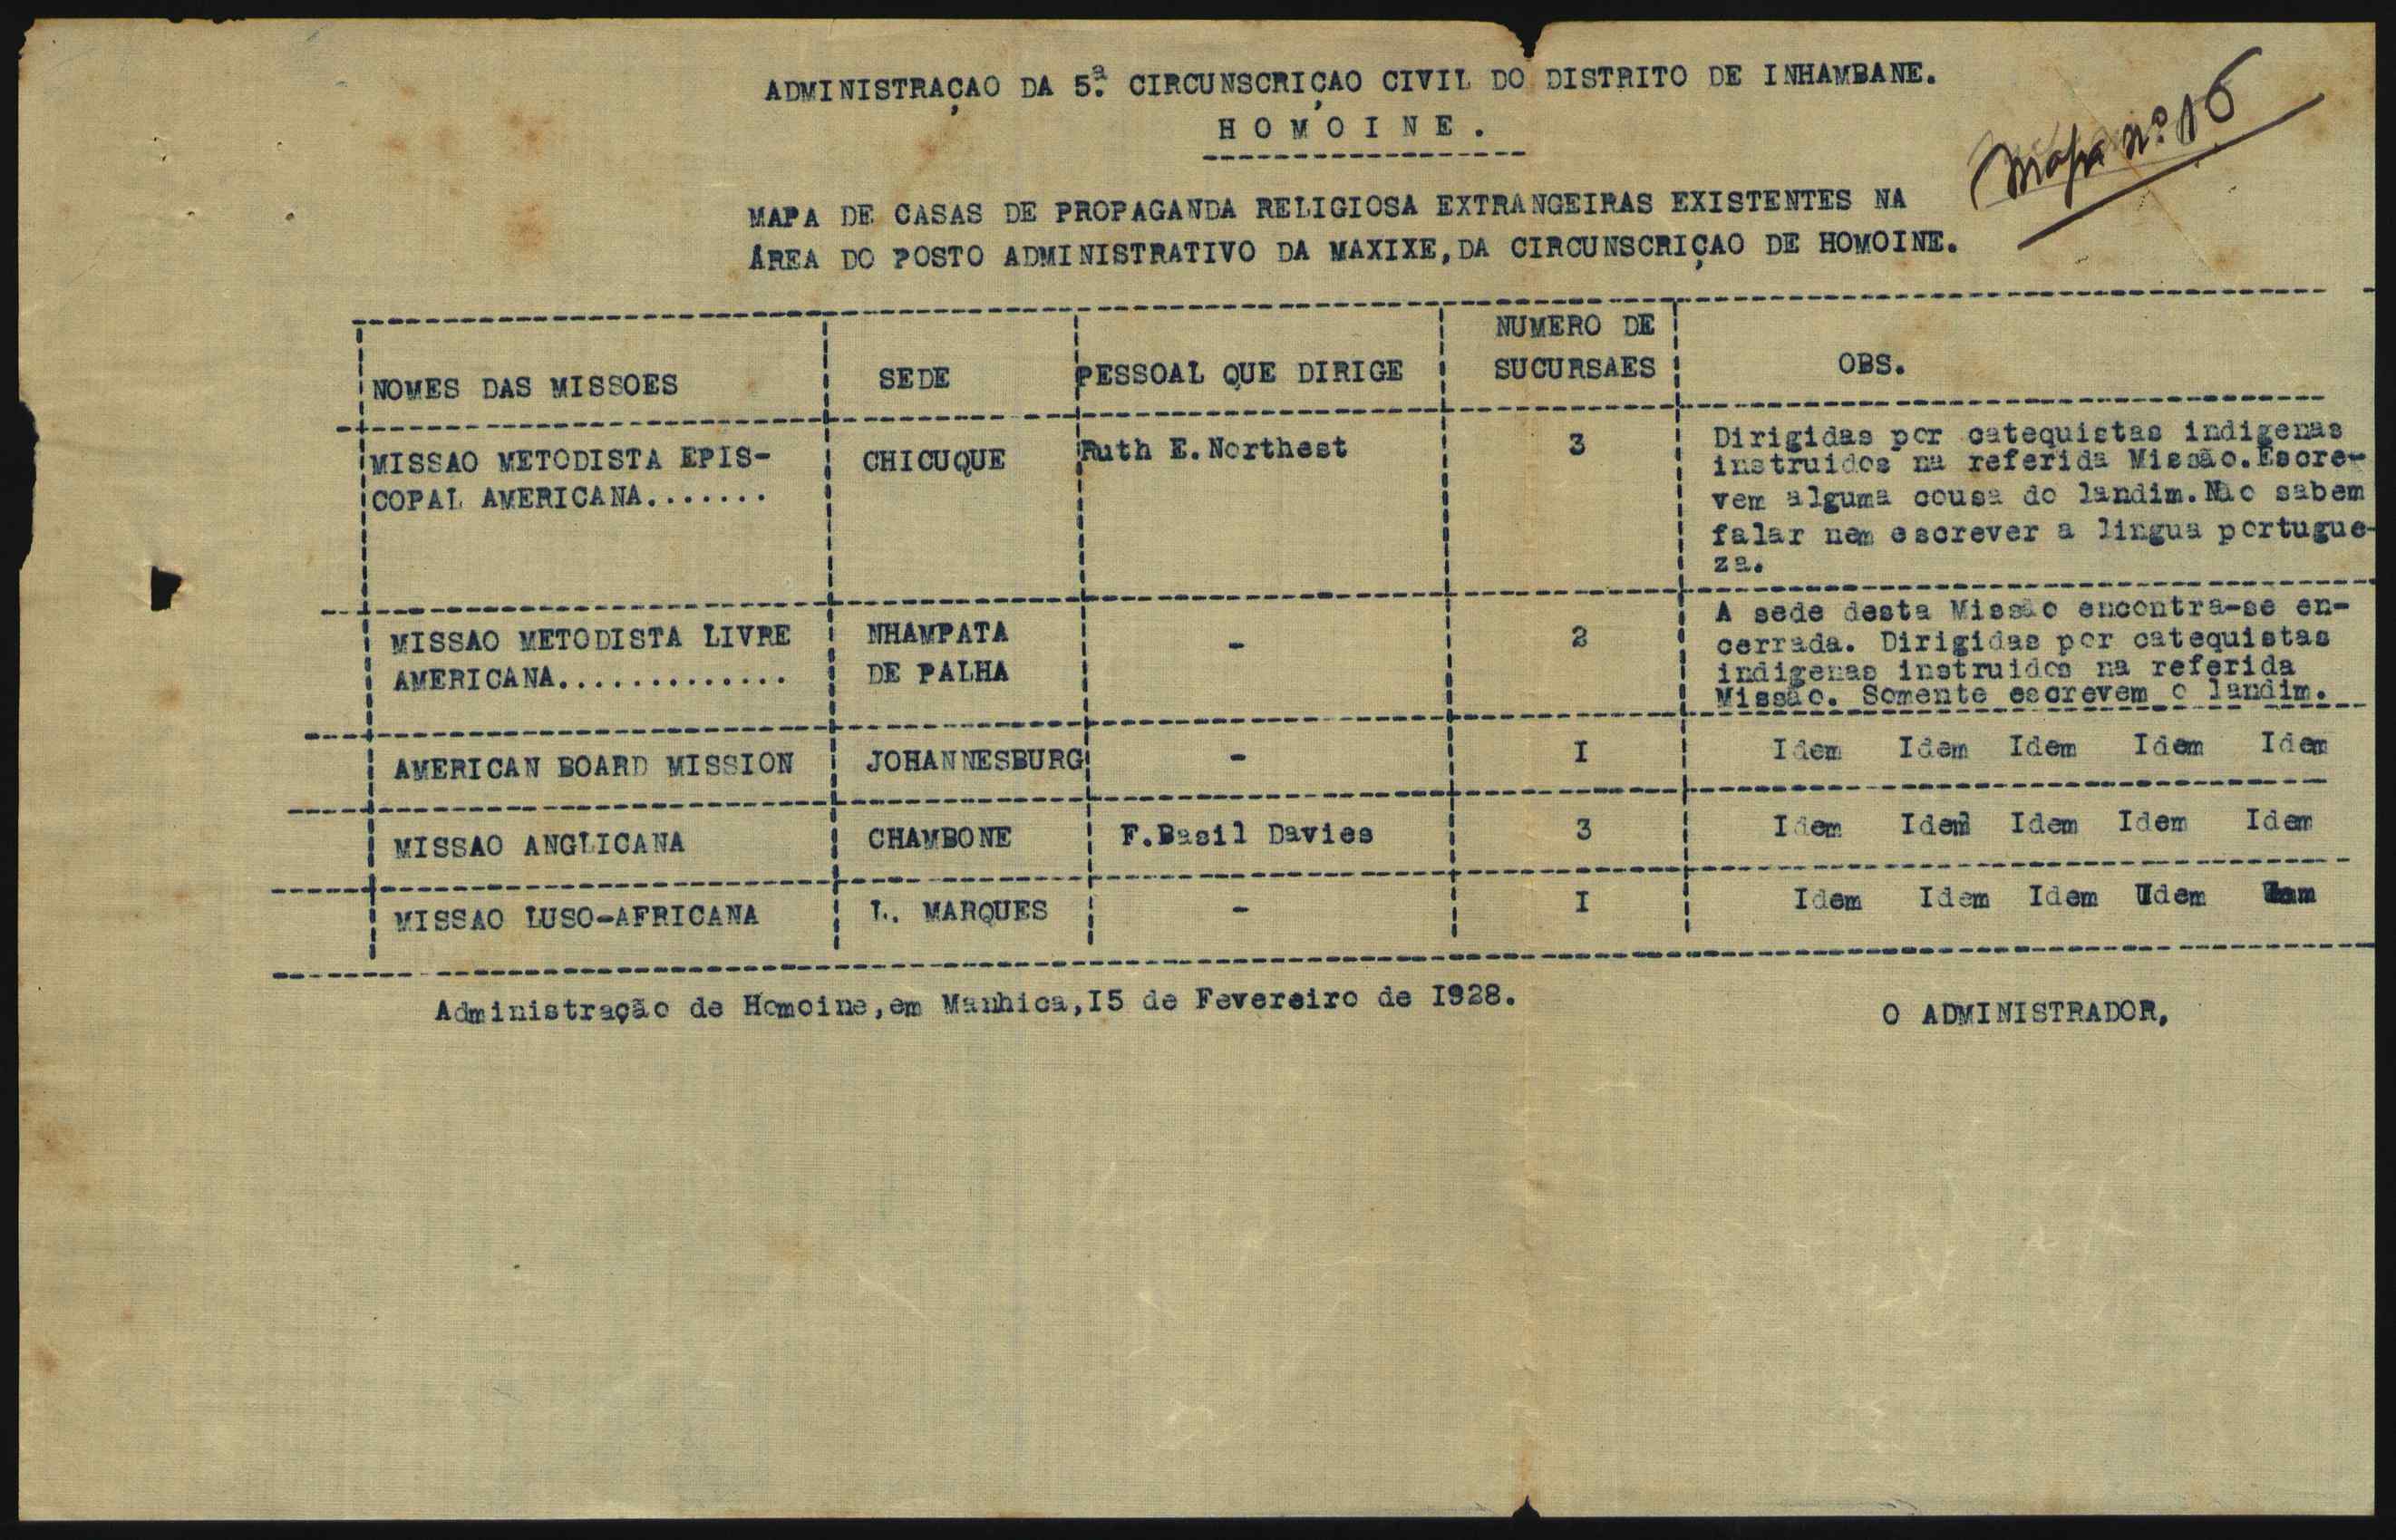 ADMINISTRAÇAO DA 5.ª CIRCUNSCRIÇAO CIVIL DO DISTRITO DE INHAMBANE.
H O M O I N E .
Mapa nº 16
MAPA DE CASAS DE PROPAGANDA RELIGIOSA EXTRANGEIRAS EXISTENTES NA
ÁREA DO POSTO ADMINISTRATIVO DA MAXIXE,DA CIRCUNSCRIÇAO DE HOMOINE.
NOMES DAS MISSOES
SEDE
PESSOAL QUE DIRIGE
NUMERO DE
SUCURSAES
OBS.
MISSAO METODISTA EPIS-
COPAL AMERICANA.......
CHICUQUE
Ruth E.Northest
3
Dirigidas por catequistas indigenas
instruidos na referida Missão.Escre-
vem alguma cousa do landim.Não sabem
falar nem escrever a lingua portugue-
za.
MISSAO METODISTA LIVRE
AMERICANA.............
NHAMPATA
DE PALHA
-
2
A sede desta Missão encontra-se en-
cerrada. Dirigidas por catequistas
indigenas instruidos na referida
Missão. Somente escrevem o landim.
AMERICAN BOARD MISSION
JOHANNESBURG
-
I
Idem Idem Idem Idem Idem
MISSAO ANGLICANA
CHAMBONE
F.Basil Davies
3
Idem Idem Idem Idem Idem
MISSAO LUSO-AFRICANA
L. MARQUES
-
I
Idem Idem Idem Idem
Administração de Homoine,em Manhica,I5 de Fevereiro de I928.
O ADMINISTRADOR,